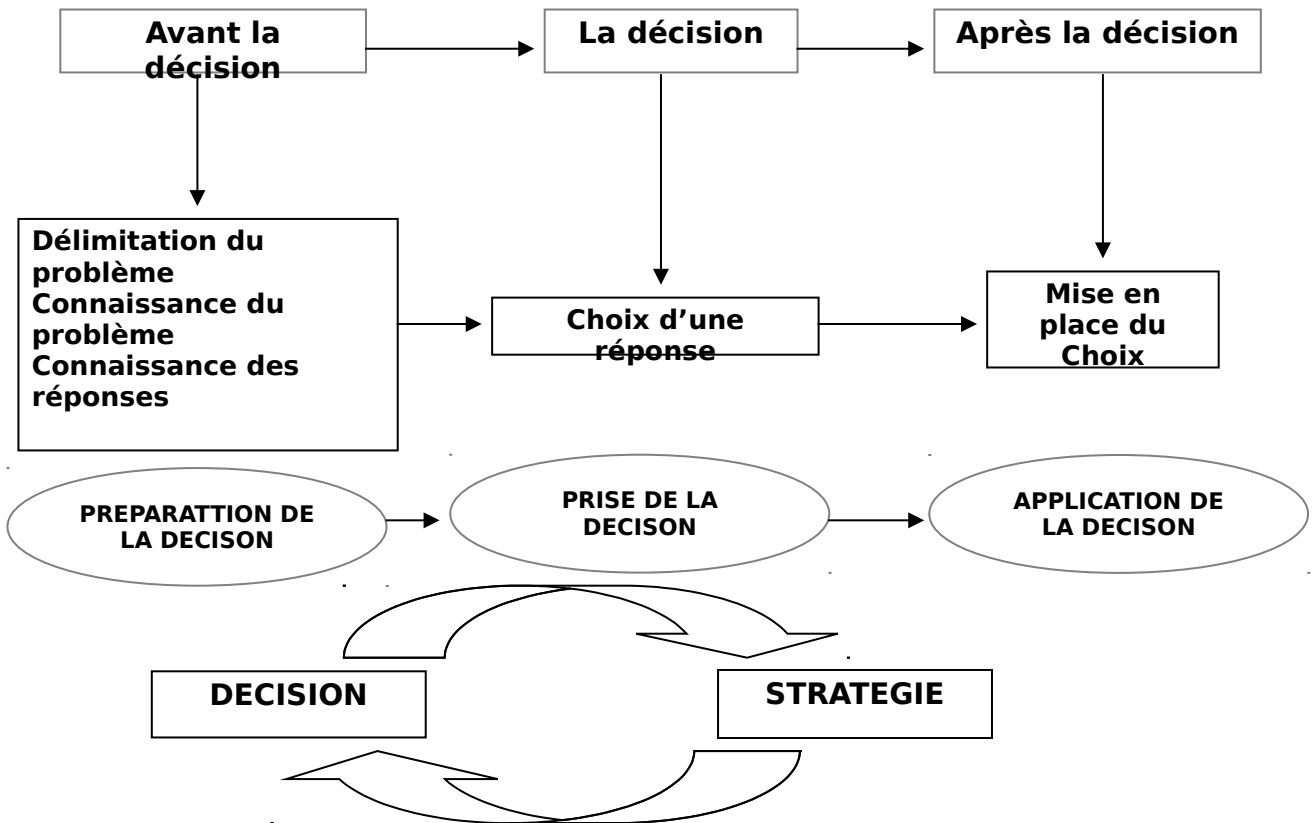 Avant la
décision
La décision
Après la décision
Délimitation du
problème
Connaissance du
problème
Connaissance des
réponses
Choix d’une
réponse
Mise en
place du
Choix
PREPARATTION DE
LA DECISON
PRISE DE LA
DECISON
APPLICATION DE
LA DECISON
DECISION
STRATEGIE